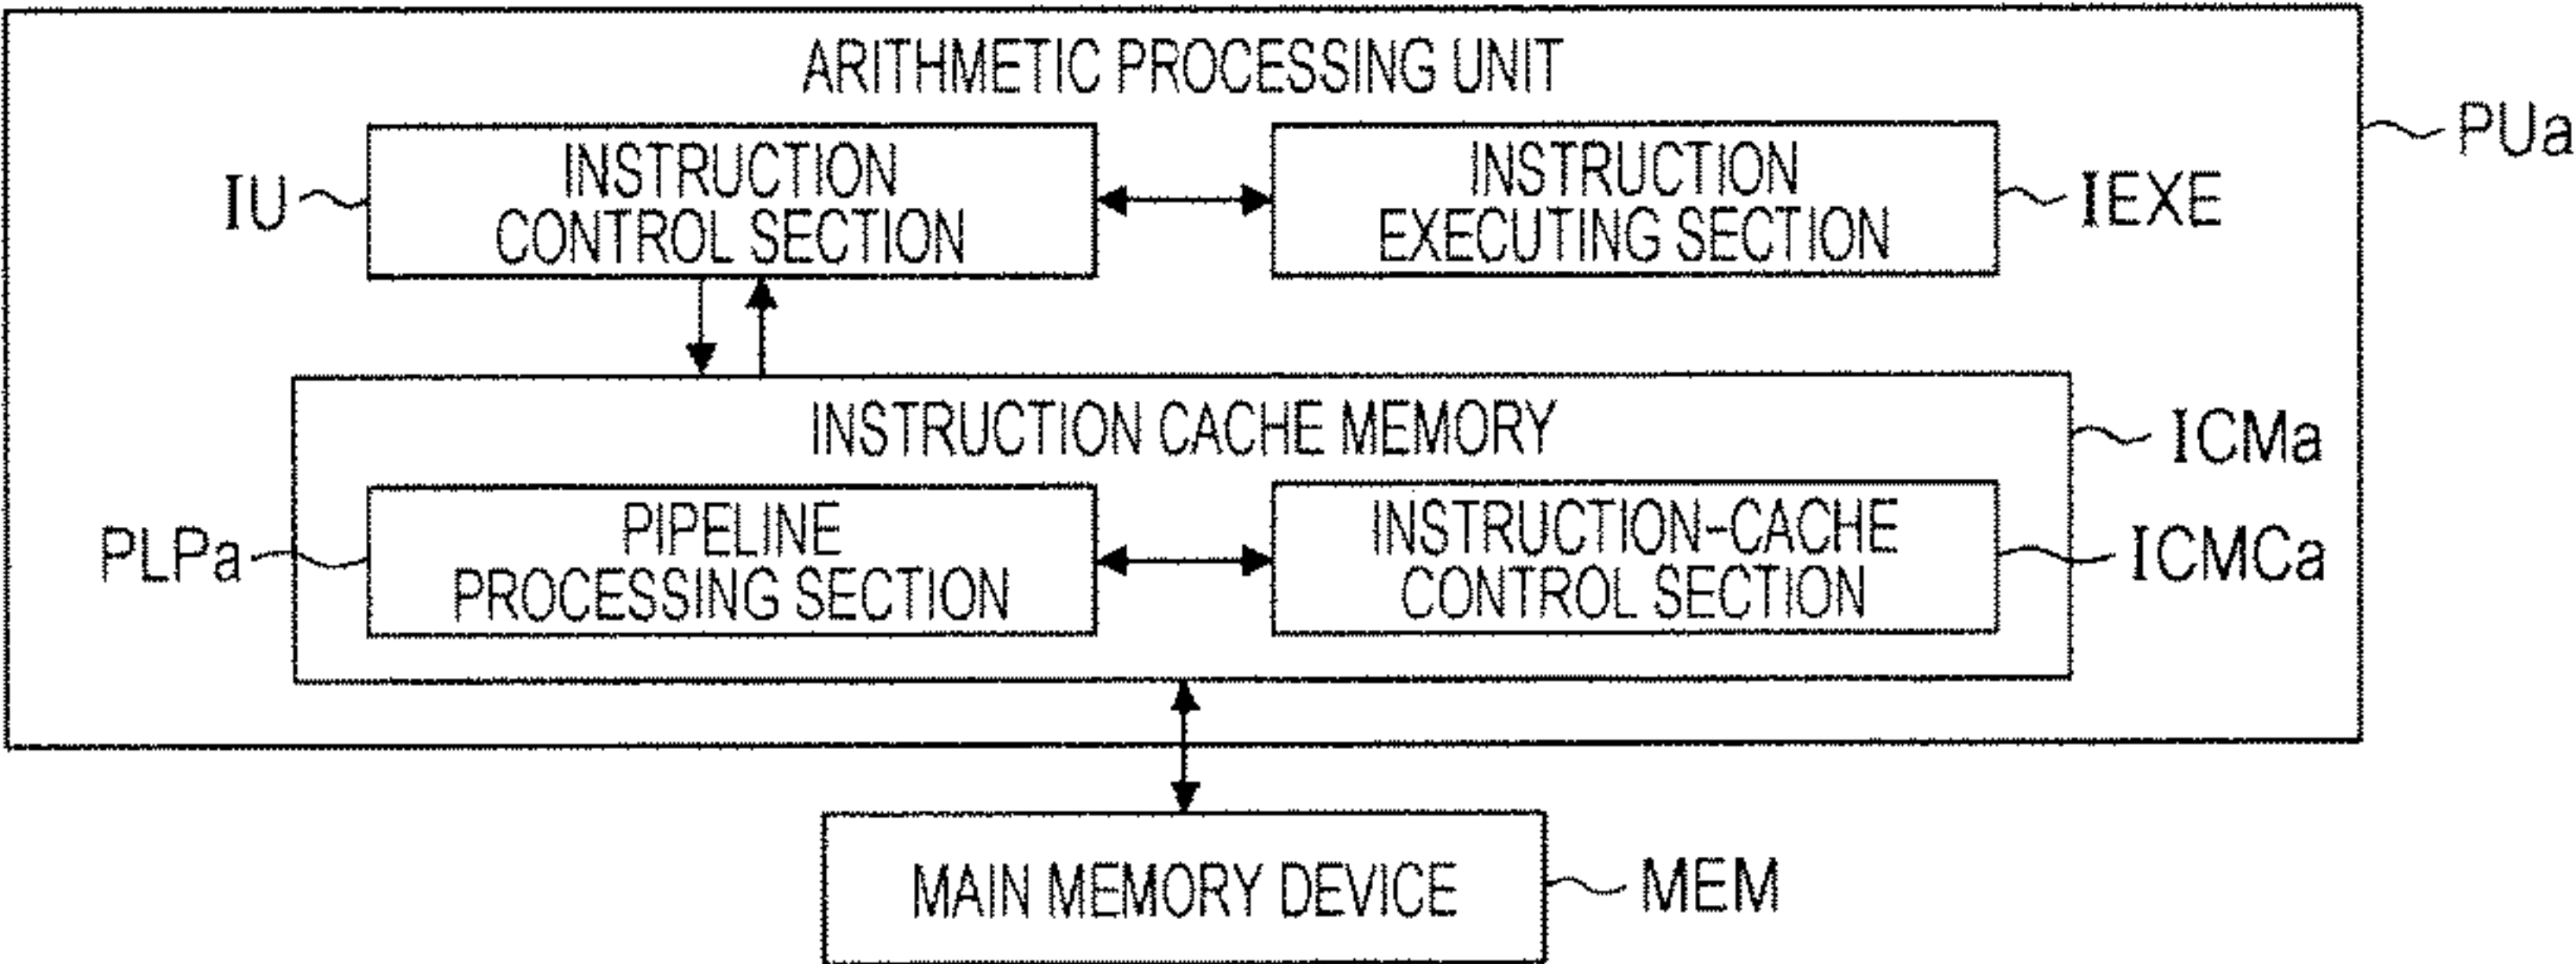 ARITHMETIC PROCESSING UNIT
PUa
IU
INSTRUCTION
CONTROL SECTION
INSTRUCTION
EXECUTING SECTION
IEXE
INSTRUCTION CACHE MEMORY
ICMa
PLPa
PIPELINE
PROCESSING SECTION
INSTRUCTION-CACHE
CONTROL SECTION
ICMCa
MAIN MEMORY DEVICE
MEM